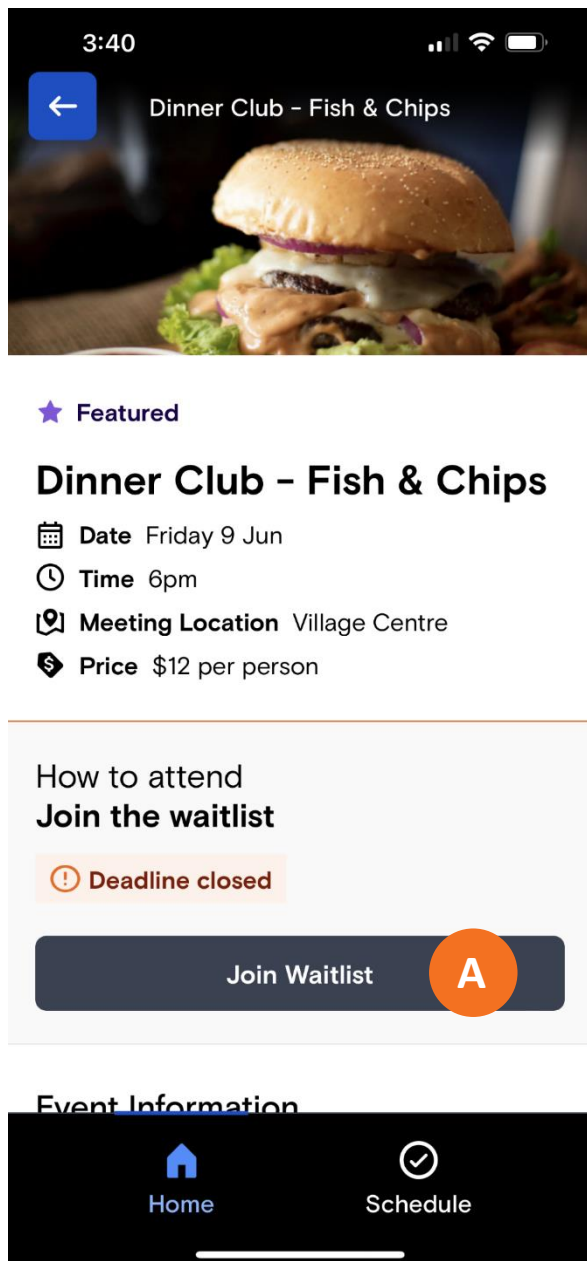 3:40
Dinner Club - Fish & Chips
Featured
Dinner Club - Fish & Chips
Date Friday 9 Jun
Time 6pm
Meeting Location Village Centre
Price $12 per person
How to attend
Join the waitlist
Deadline closed
Join Waitlist A
Event Information
Home Schedule